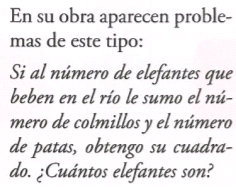 En su obra aparecen proble-
mas de este tipo:
Si al número de elefantes que
beben en el río le sumo el nú-
mero de colmillos y el número
de patas, obtengo su cuadra-
do. ¿Cuántos elefantes son?